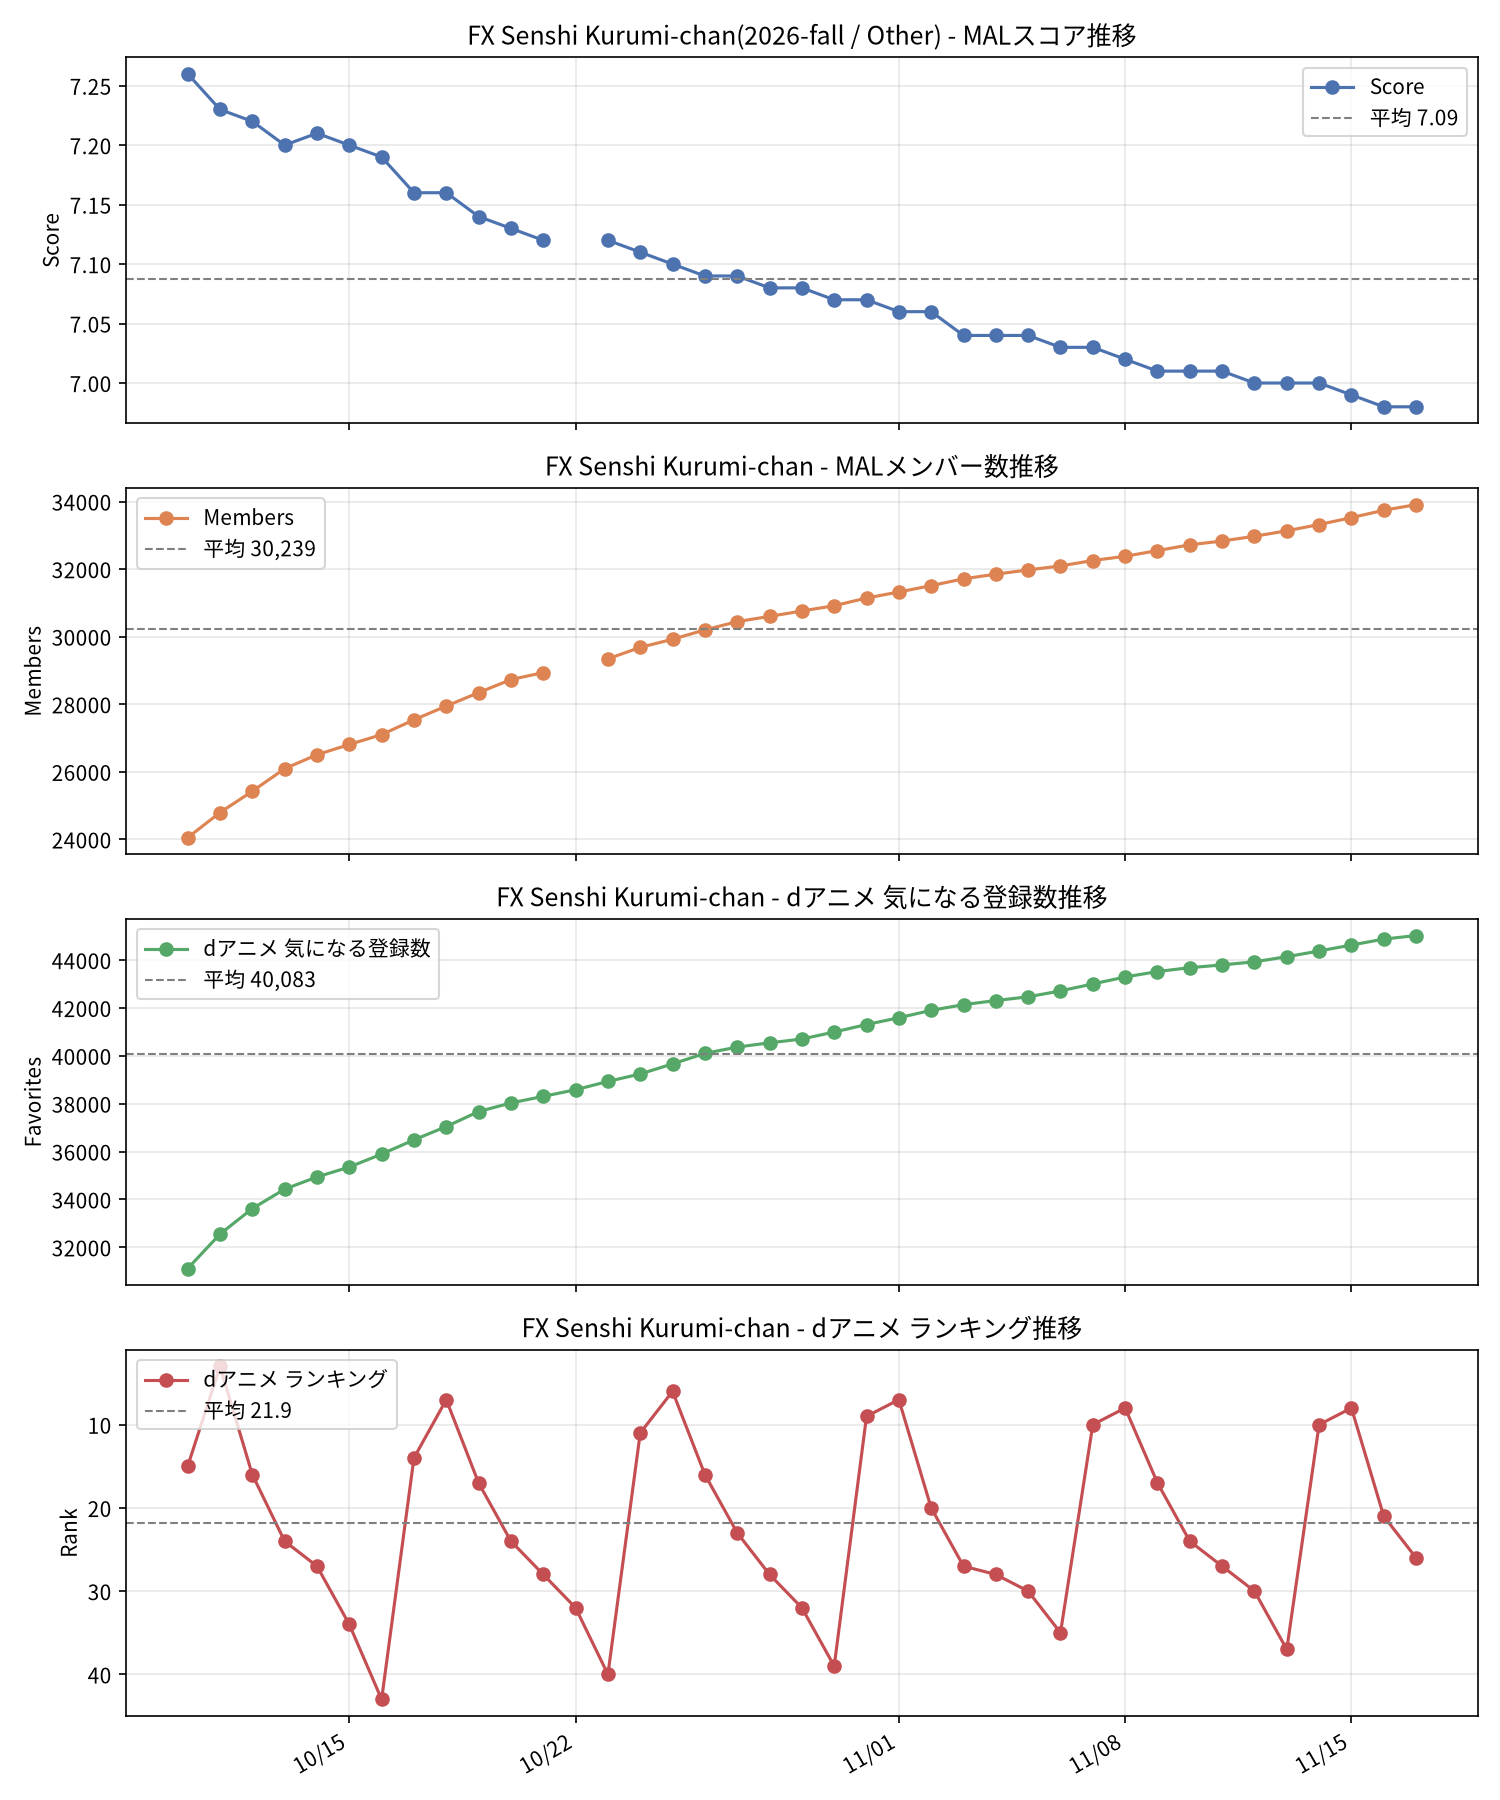 FX Senshi Kurumi-chan(2026-fall / Other) - MALスコア推移
Score
7.25
7.20
7.15
7.10
7.05
7.00
Score
平均 7.09
FX Senshi Kurumi-chan - MALメンバー数推移
Members
34000
32000
30000
28000
26000
24000
Members
平均 30,239
FX Senshi Kurumi-chan - dアニメ 気になる登録数推移
Favorites
44000
42000
40000
38000
36000
34000
32000
dアニメ 気になる登録数
平均 40,083
FX Senshi Kurumi-chan - dアニメ ランキング推移
Rank
10
20
30
40
dアニメ ランキング
平均 21.9
10/15
10/22
11/01
11/08
11/15